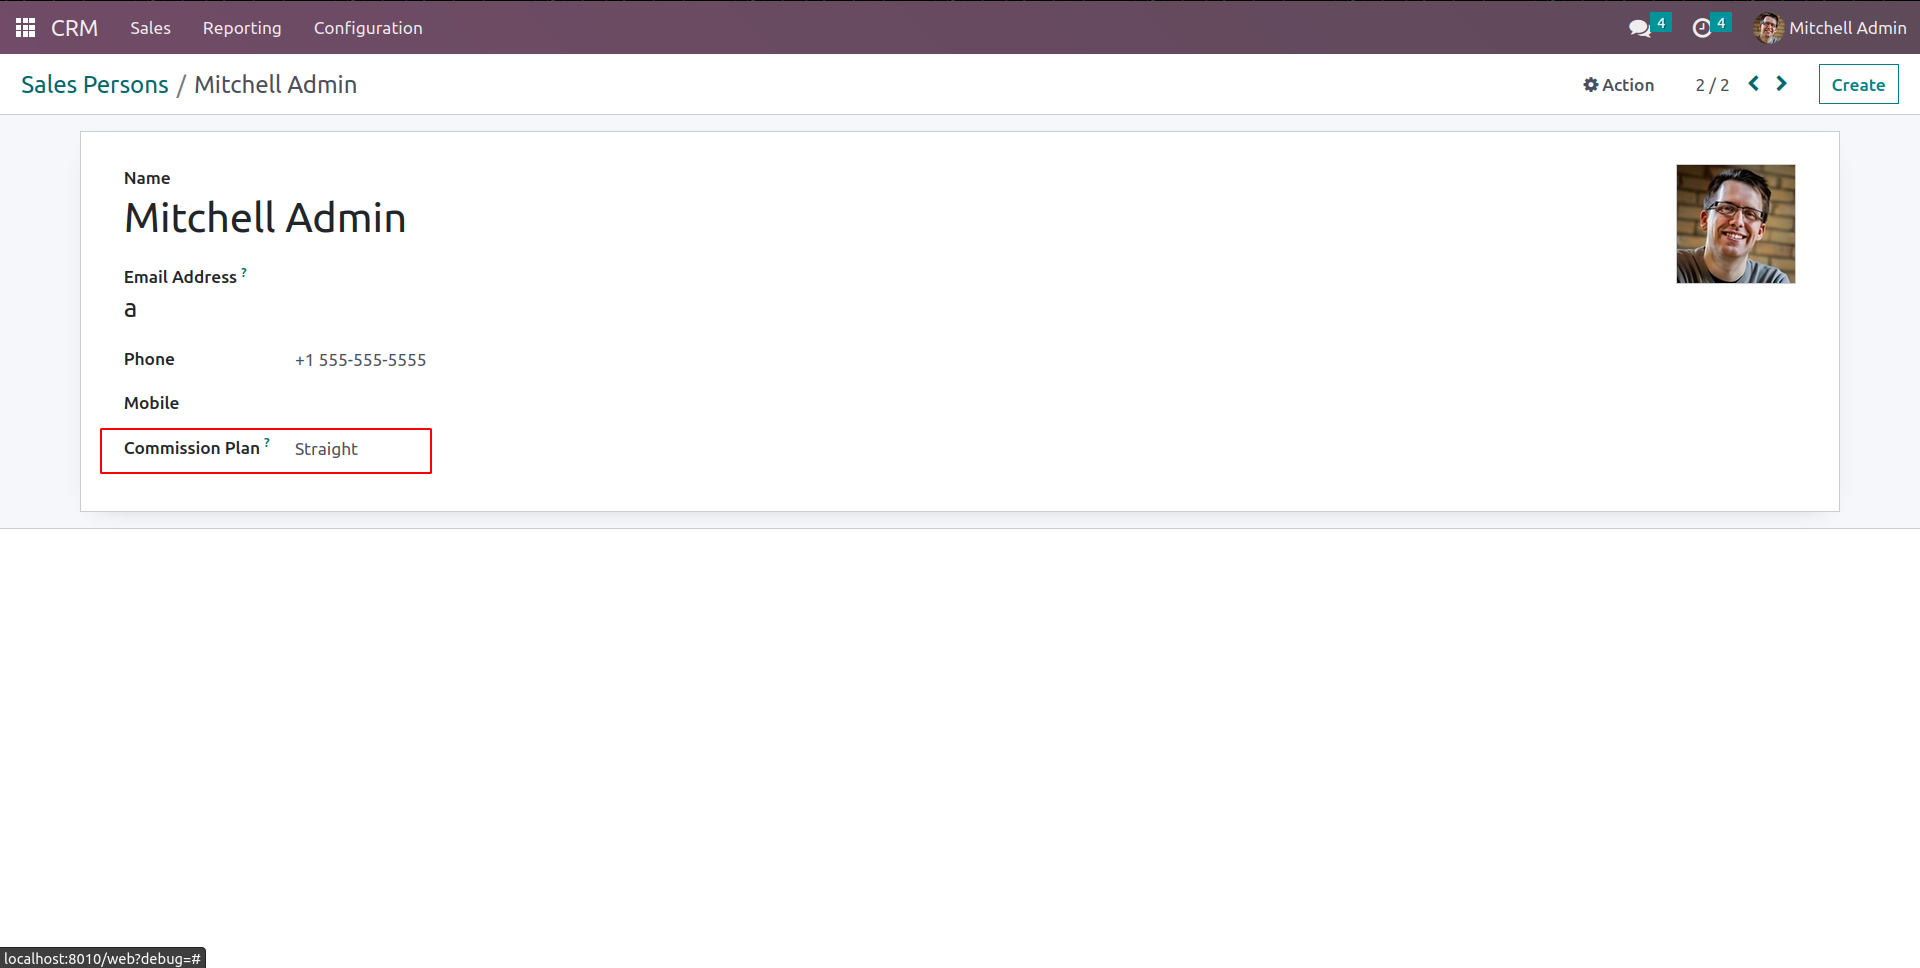 CRM Sales Reporting Configuration 4 4 Mitchell Admin
Sales Persons / Mitchell Admin Action 2 / 2 Create
Name
Mitchell Admin
Email Address ?
a
Phone +1 555-555-5555
Mobile
Commission Plan ? Straight
localhost:8010/web?debug=#